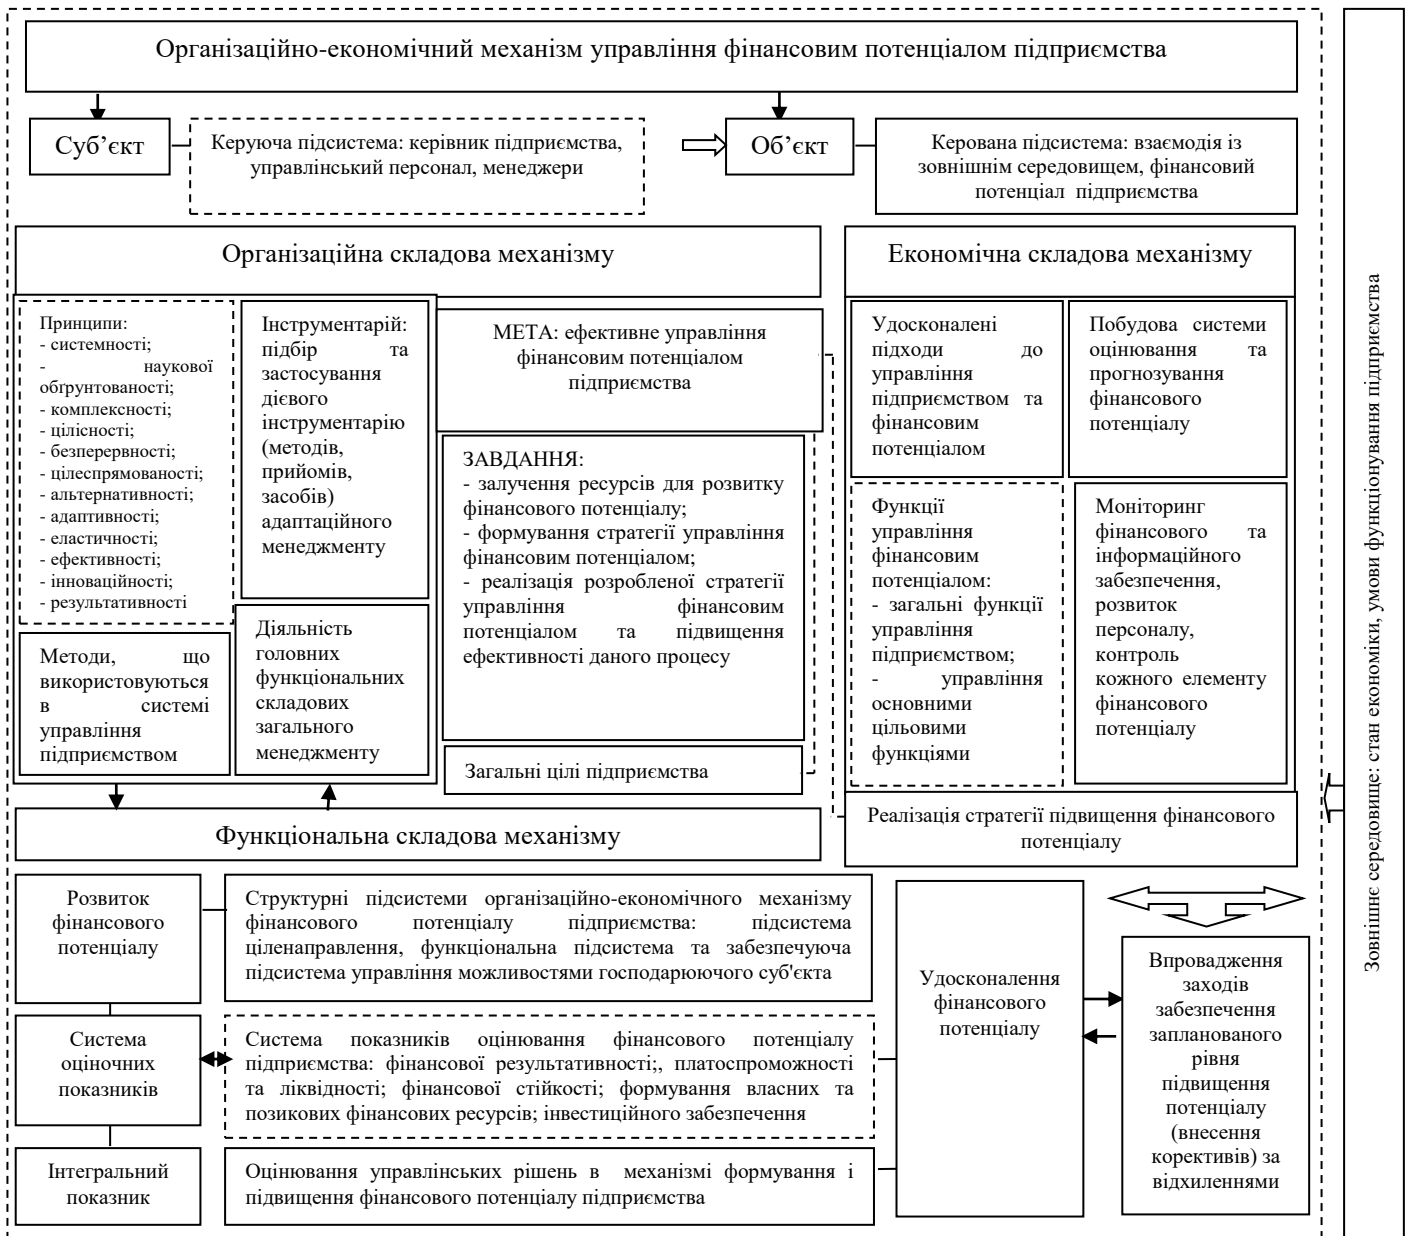 Організаційно-економічний механізм управління фінансовим потенціалом підприємства
Суб’єкт
Керуюча підсистема: керівник підприємства,
управлінський персонал, менеджери
Об’єкт
Керована підсистема: взаємодія із
зовнішнім середовищем, фінансовий
потенціал підприємства
Організаційна складова механізму
Економічна складова механізму
Принципи:
- системності;
- наукової
обґрунтованості;
- комплексності;
- цілісності;
- безперервності;
- цілеспрямованості;
- альтернативності;
- адаптивності;
- еластичності;
- ефективності;
- інноваційності;
- результативності
Інструментарій:
підбір та
застосування
дієвого
інструментарію
(методів,
прийомів,
засобів)
адаптаційного
менеджменту
МЕТА: ефективне управління
фінансовим потенціалом
підприємства
ЗАВДАННЯ:
- залучення ресурсів для розвитку
фінансового потенціалу;
- формування стратегії управління
фінансовим потенціалом;
- реалізація розробленої стратегії
управління фінансовим
потенціалом та підвищення
ефективності даного процесу
Методи, що
використовуються
в системі
управління
підприємством
Діяльність
головних
функціональних
складових
загального
менеджменту
Загальні цілі підприємства
Удосконалені
підходи до
управління
підприємством та
фінансовим
потенціалом
Побудова системи
оцінювання та
прогнозування
фінансового
потенціалу
Функції
управління
фінансовим
потенціалом:
- загальні функції
управління
підприємством;
- управління
основними
цільовими
функціями
Моніторинг
фінансового та
інформаційного
забезпечення,
розвиток
персоналу,
контроль
кожного елементу
фінансового
потенціалу
Реалізація стратегії підвищення фінансового
потенціалу
Функціональна складова механізму
Розвиток
фінансового
потенціалу
Структурні підсистеми організаційно-економічного механізму
фінансового потенціалу підприємства: підсистема
ціленаправлення, функціональна підсистема та забезпечуюча
підсистема управління можливостями господарюючого суб'єкта
Система
оціночних
показників
Система показників оцінювання фінансового потенціалу
підприємства: фінансової результативності;, платоспроможності
та ліквідності; фінансової стійкості; формування власних та
позикових фінансових ресурсів; інвестиційного забезпечення
Інтегральний
показник
Оцінювання управлінських рішень в механізмі формування і
підвищення фінансового потенціалу підприємства
Удосконалення
фінансового
потенціалу
Впровадження
заходів
забезпечення
запланованого
рівня
підвищення
потенціалу
(внесення
корективів) за
відхиленнями
Зовнішнє середовище: стан економіки, умови функціонування підприємства